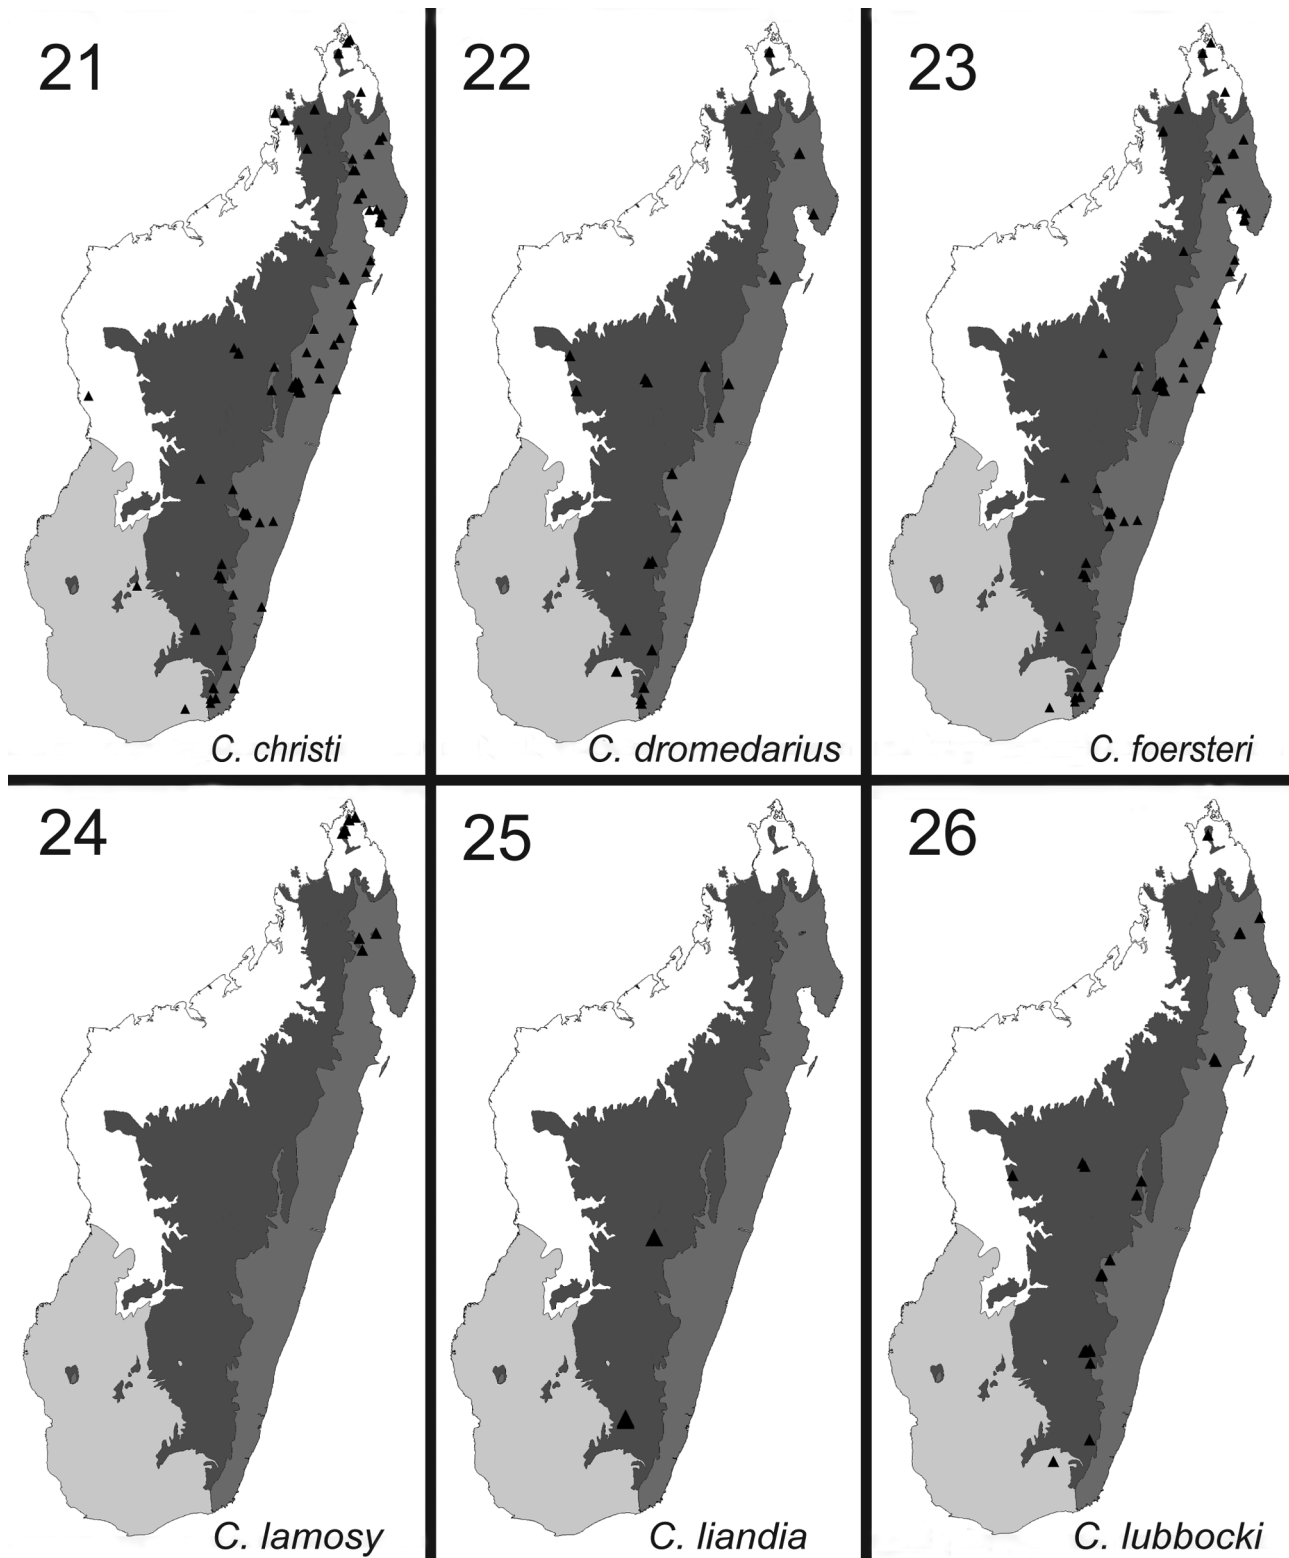 21
22
23
C. christi
C. dromedarius
C. foersteri
24
25
26
C. lamosy
C. liandia
C. lubbocki